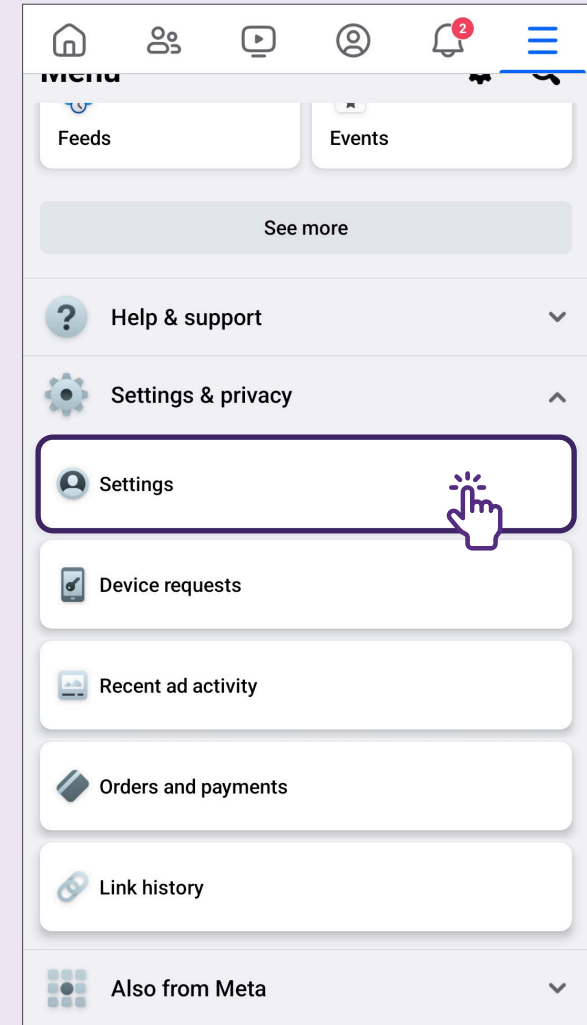 2
Menu
Feeds
Events
See more
Help & support
Settings & privacy
Settings
Device requests
Recent ad activity
Orders and payments
Link history
Also from Meta